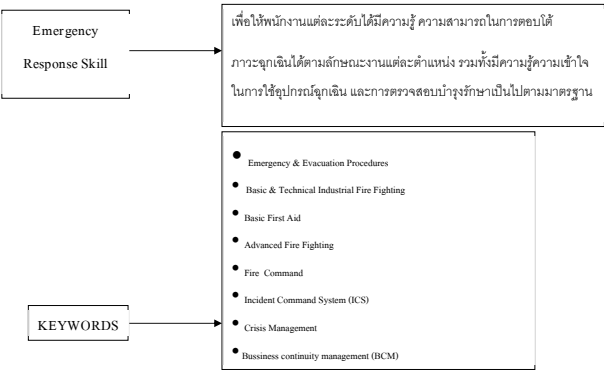 Emergency
Response Skill
เพื่อให้พนักงานแต่ละระดับได้มีความรู้ ความสามารถในการตอบโต้
ภาวะฉุกเฉินได้ตามลักษณะงานแต่ละตำแหน่ง รวมทั้งมีความรู้ความเข้าใจ
ในการใช้อุปกรณ์ฉุกเฉิน และการตรวจสอบบำรุงรักษาเป็นไปตามมาตรฐาน
KEYWORDS
• Emergency & Evacuation Procedures
• Basic & Technical Industrial Fire Fighting
• Basic First Aid
• Advanced Fire Fighting
• Fire Command
• Incident Command System (ICS)
• Crisis Management
• Bussiness continuity management (BCM)